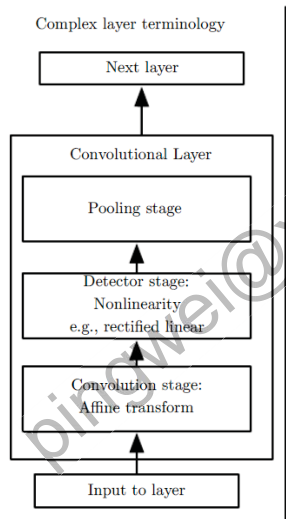 Complex layer terminology
Next layer
Convolutional Layer
Pooling stage
Detector stage:
Nonlinearity
e.g., rectified linear
Convolution stage:
Affine transform
Input to layer
pingwei@